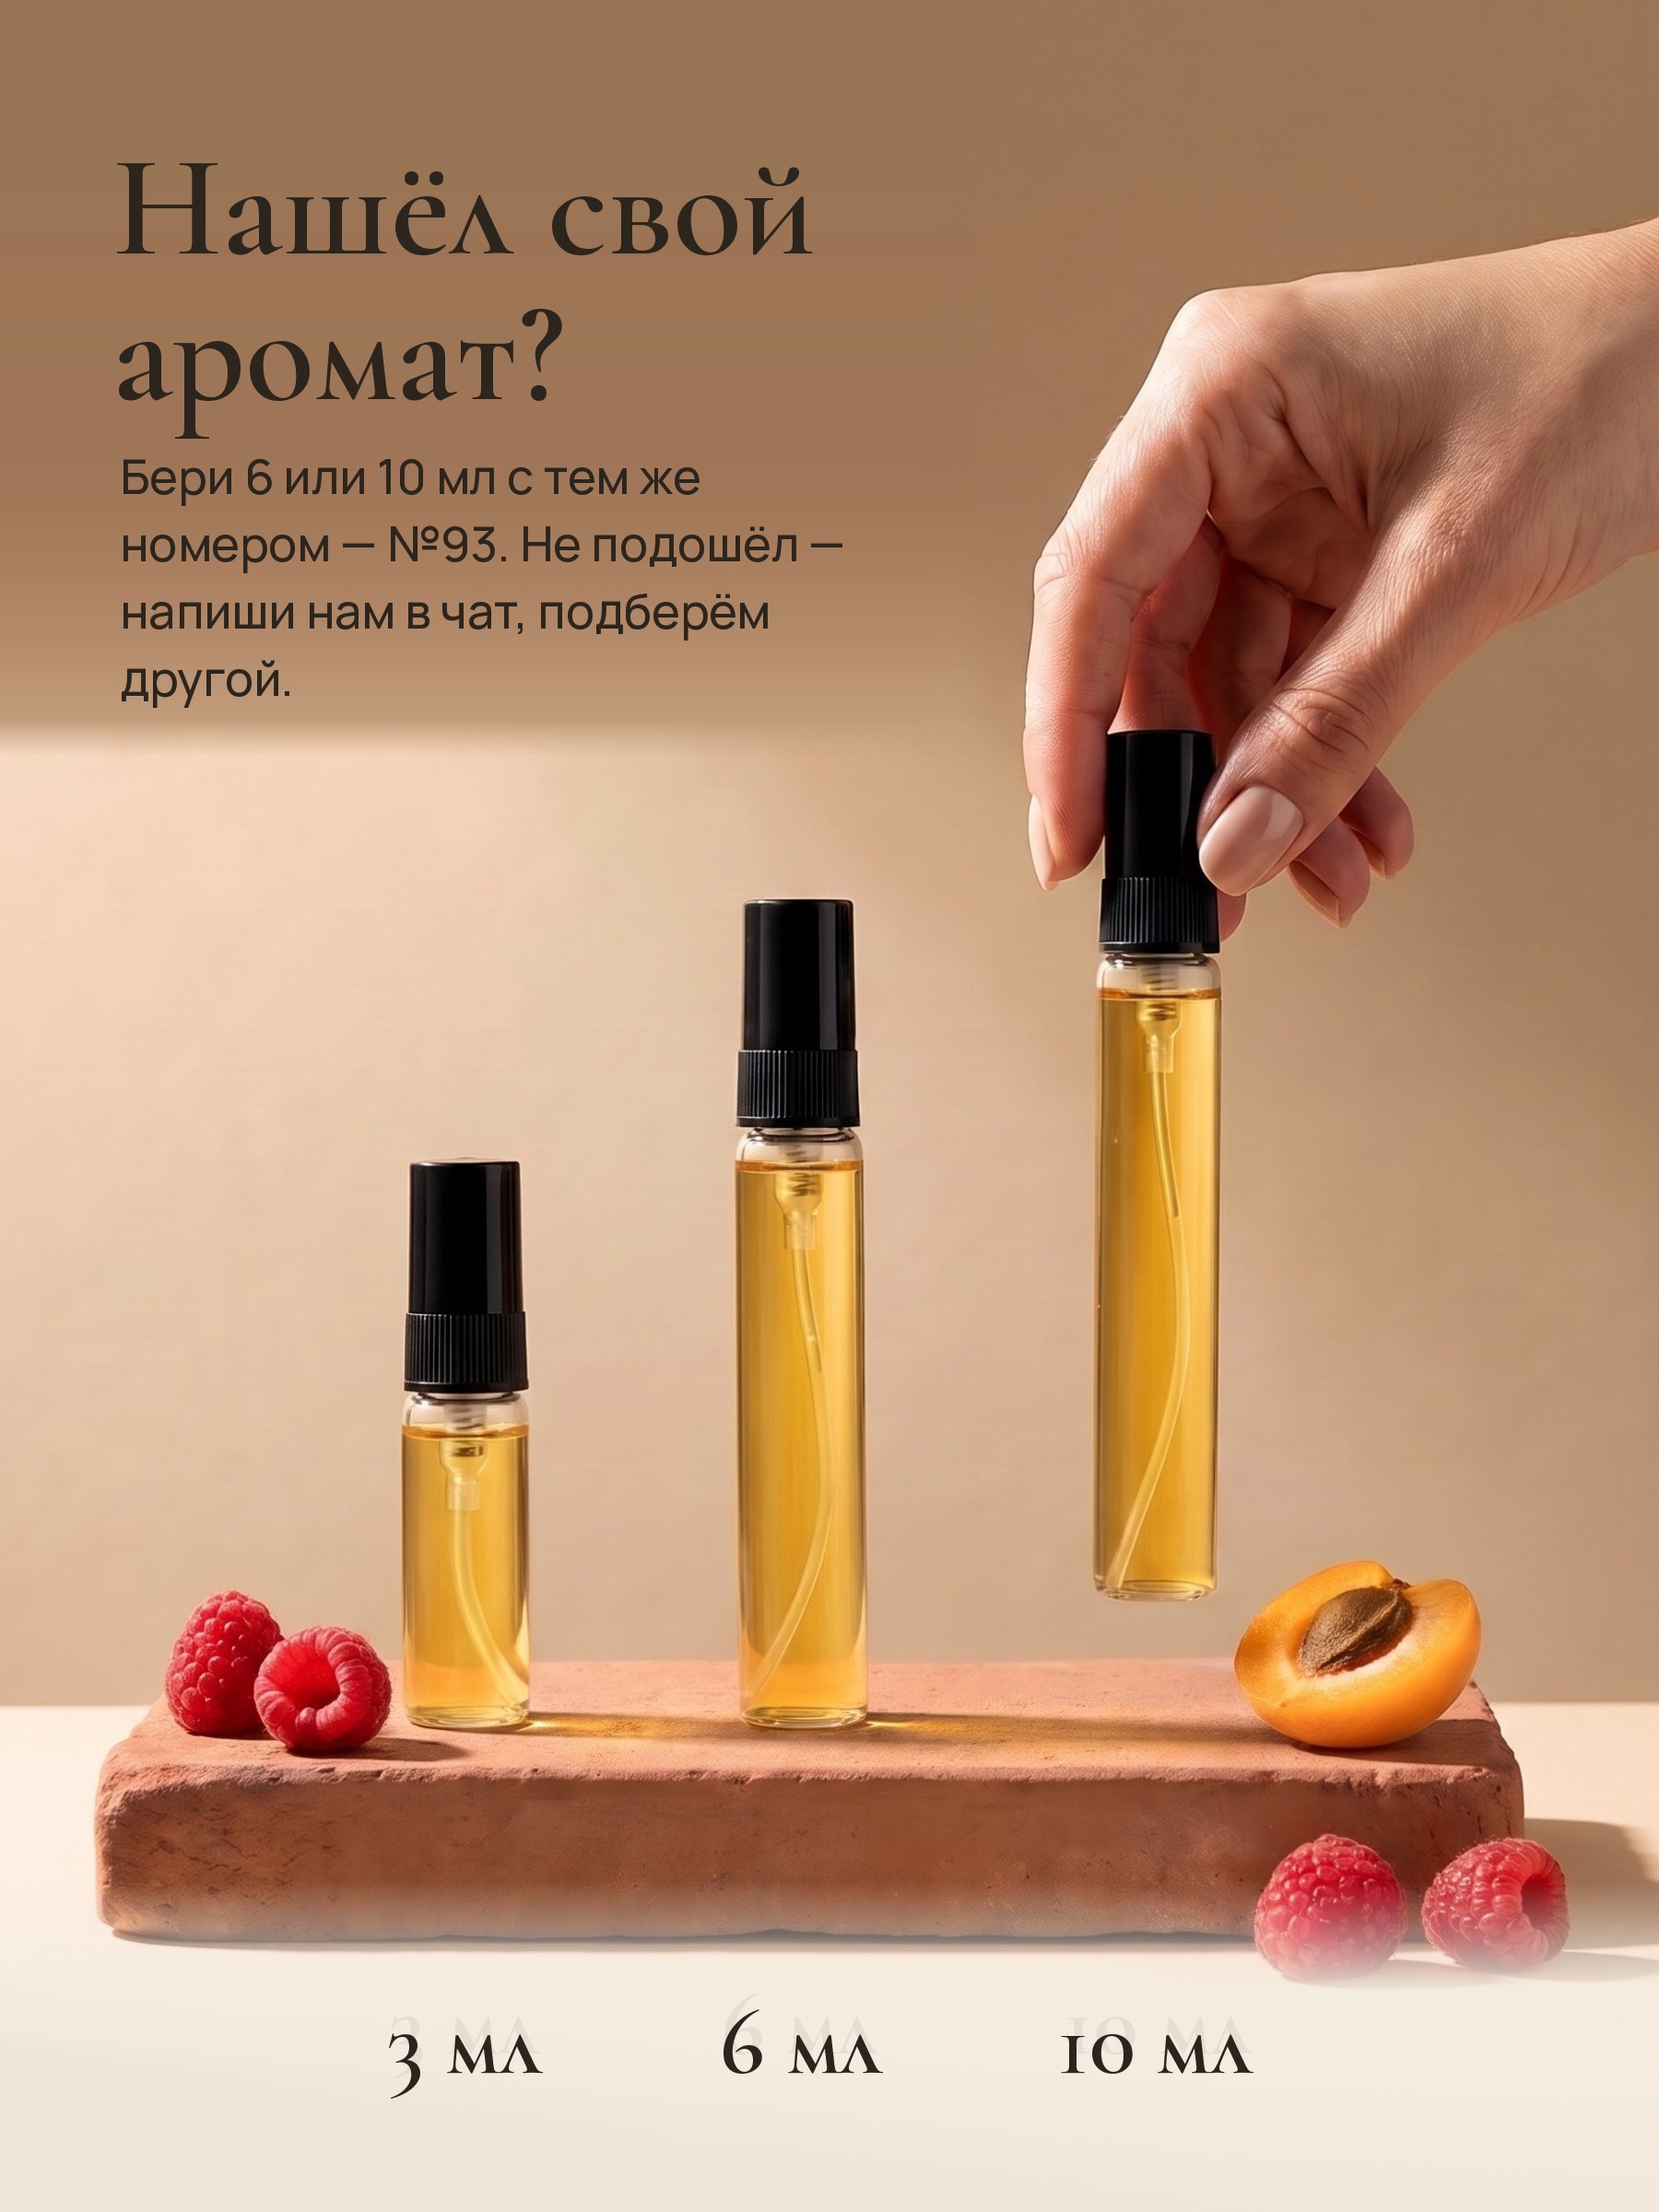 Нашёл свой
аромат?
Бери 6 или 10 мл с тем же
номером — №93. Не подошёл —
напиши нам в чат, подберём
другой.
3 мл 6 мл 10 мл